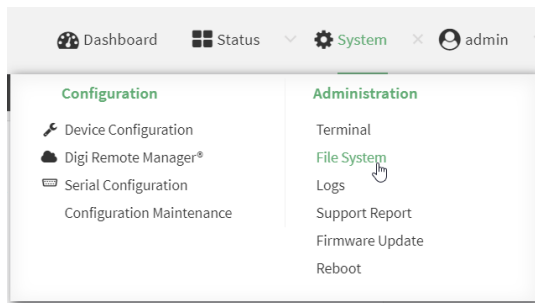 Dashboard Status System admin
Configuration
Device Configuration
Digi Remote Manager®
Serial Configuration
Configuration Maintenance
Administration
Terminal
File System
Logs
Support Report
Firmware Update
Reboot